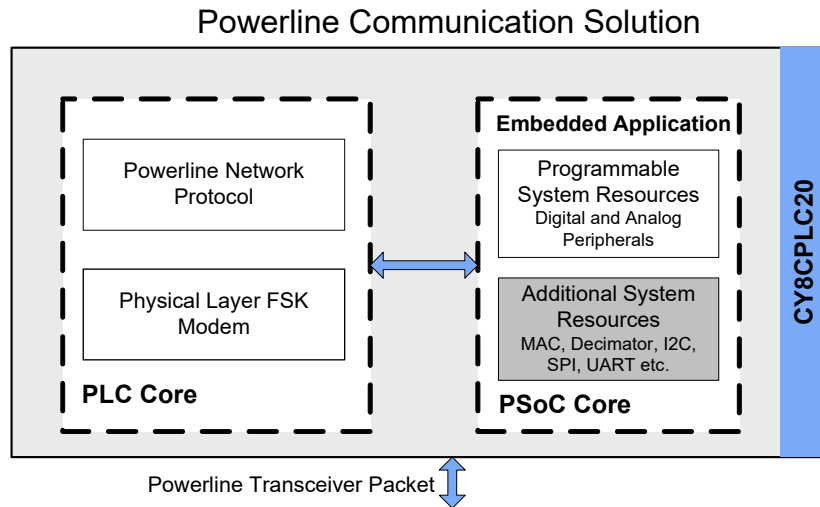 Powerline Communication Solution
Powerline Network
Protocol
Physical Layer FSK
Modem
PLC Core
Embedded Application
Programmable
System Resources
Digital and Analog
Peripherals
Additional System
Resources
MAC, Decimator, I2C,
SPI, UART etc.
PSoC Core
CY8CPLC20
Powerline Transceiver Packet